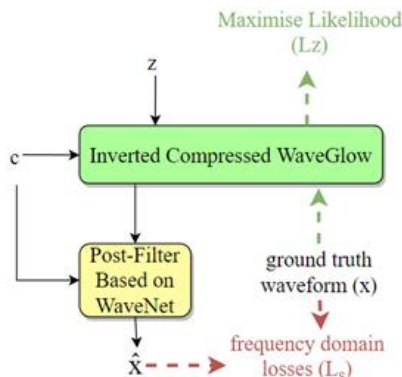 Maximise Likelihood
(Lz)
z
c
Inverted Compressed WaveGlow
Post-Filter
Based on
WaveNet
ground truth
waveform (x)
x̂
frequency domain
losses (Ls)